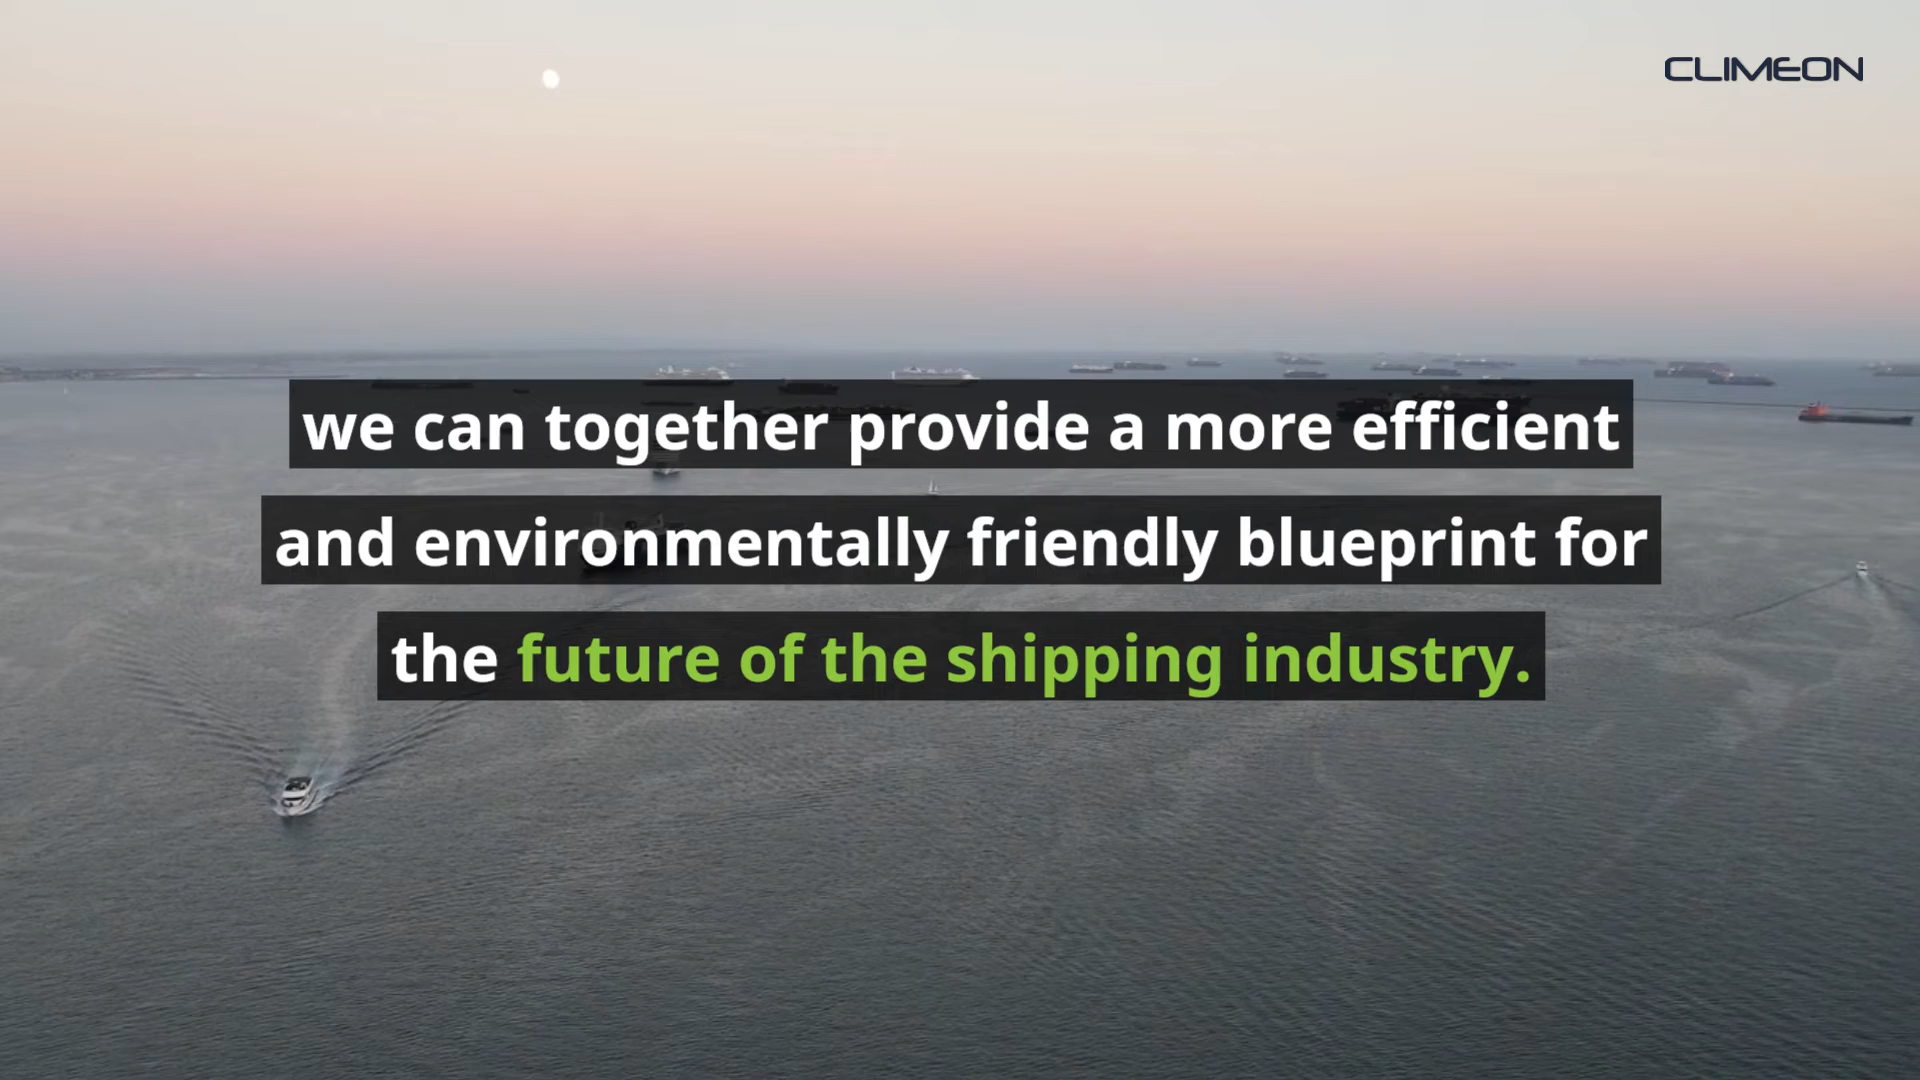 CLIMEON
we can together provide a more efficient
and environmentally friendly blueprint for
the future of the shipping industry.